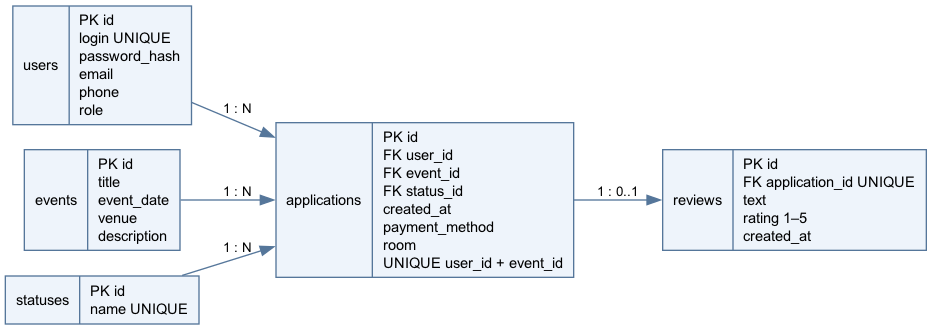 users
PK id
login UNIQUE
password_hash
email
phone
role
1 : N
events
PK id
title
event_date
venue
description
1 : N
statuses
PK id
name UNIQUE
1 : N
applications
PK id
FK user_id
FK event_id
FK status_id
created_at
payment_method
room
UNIQUE user_id + event_id
1 : 0..1
reviews
PK id
FK application_id UNIQUE
text
rating 1–5
created_at